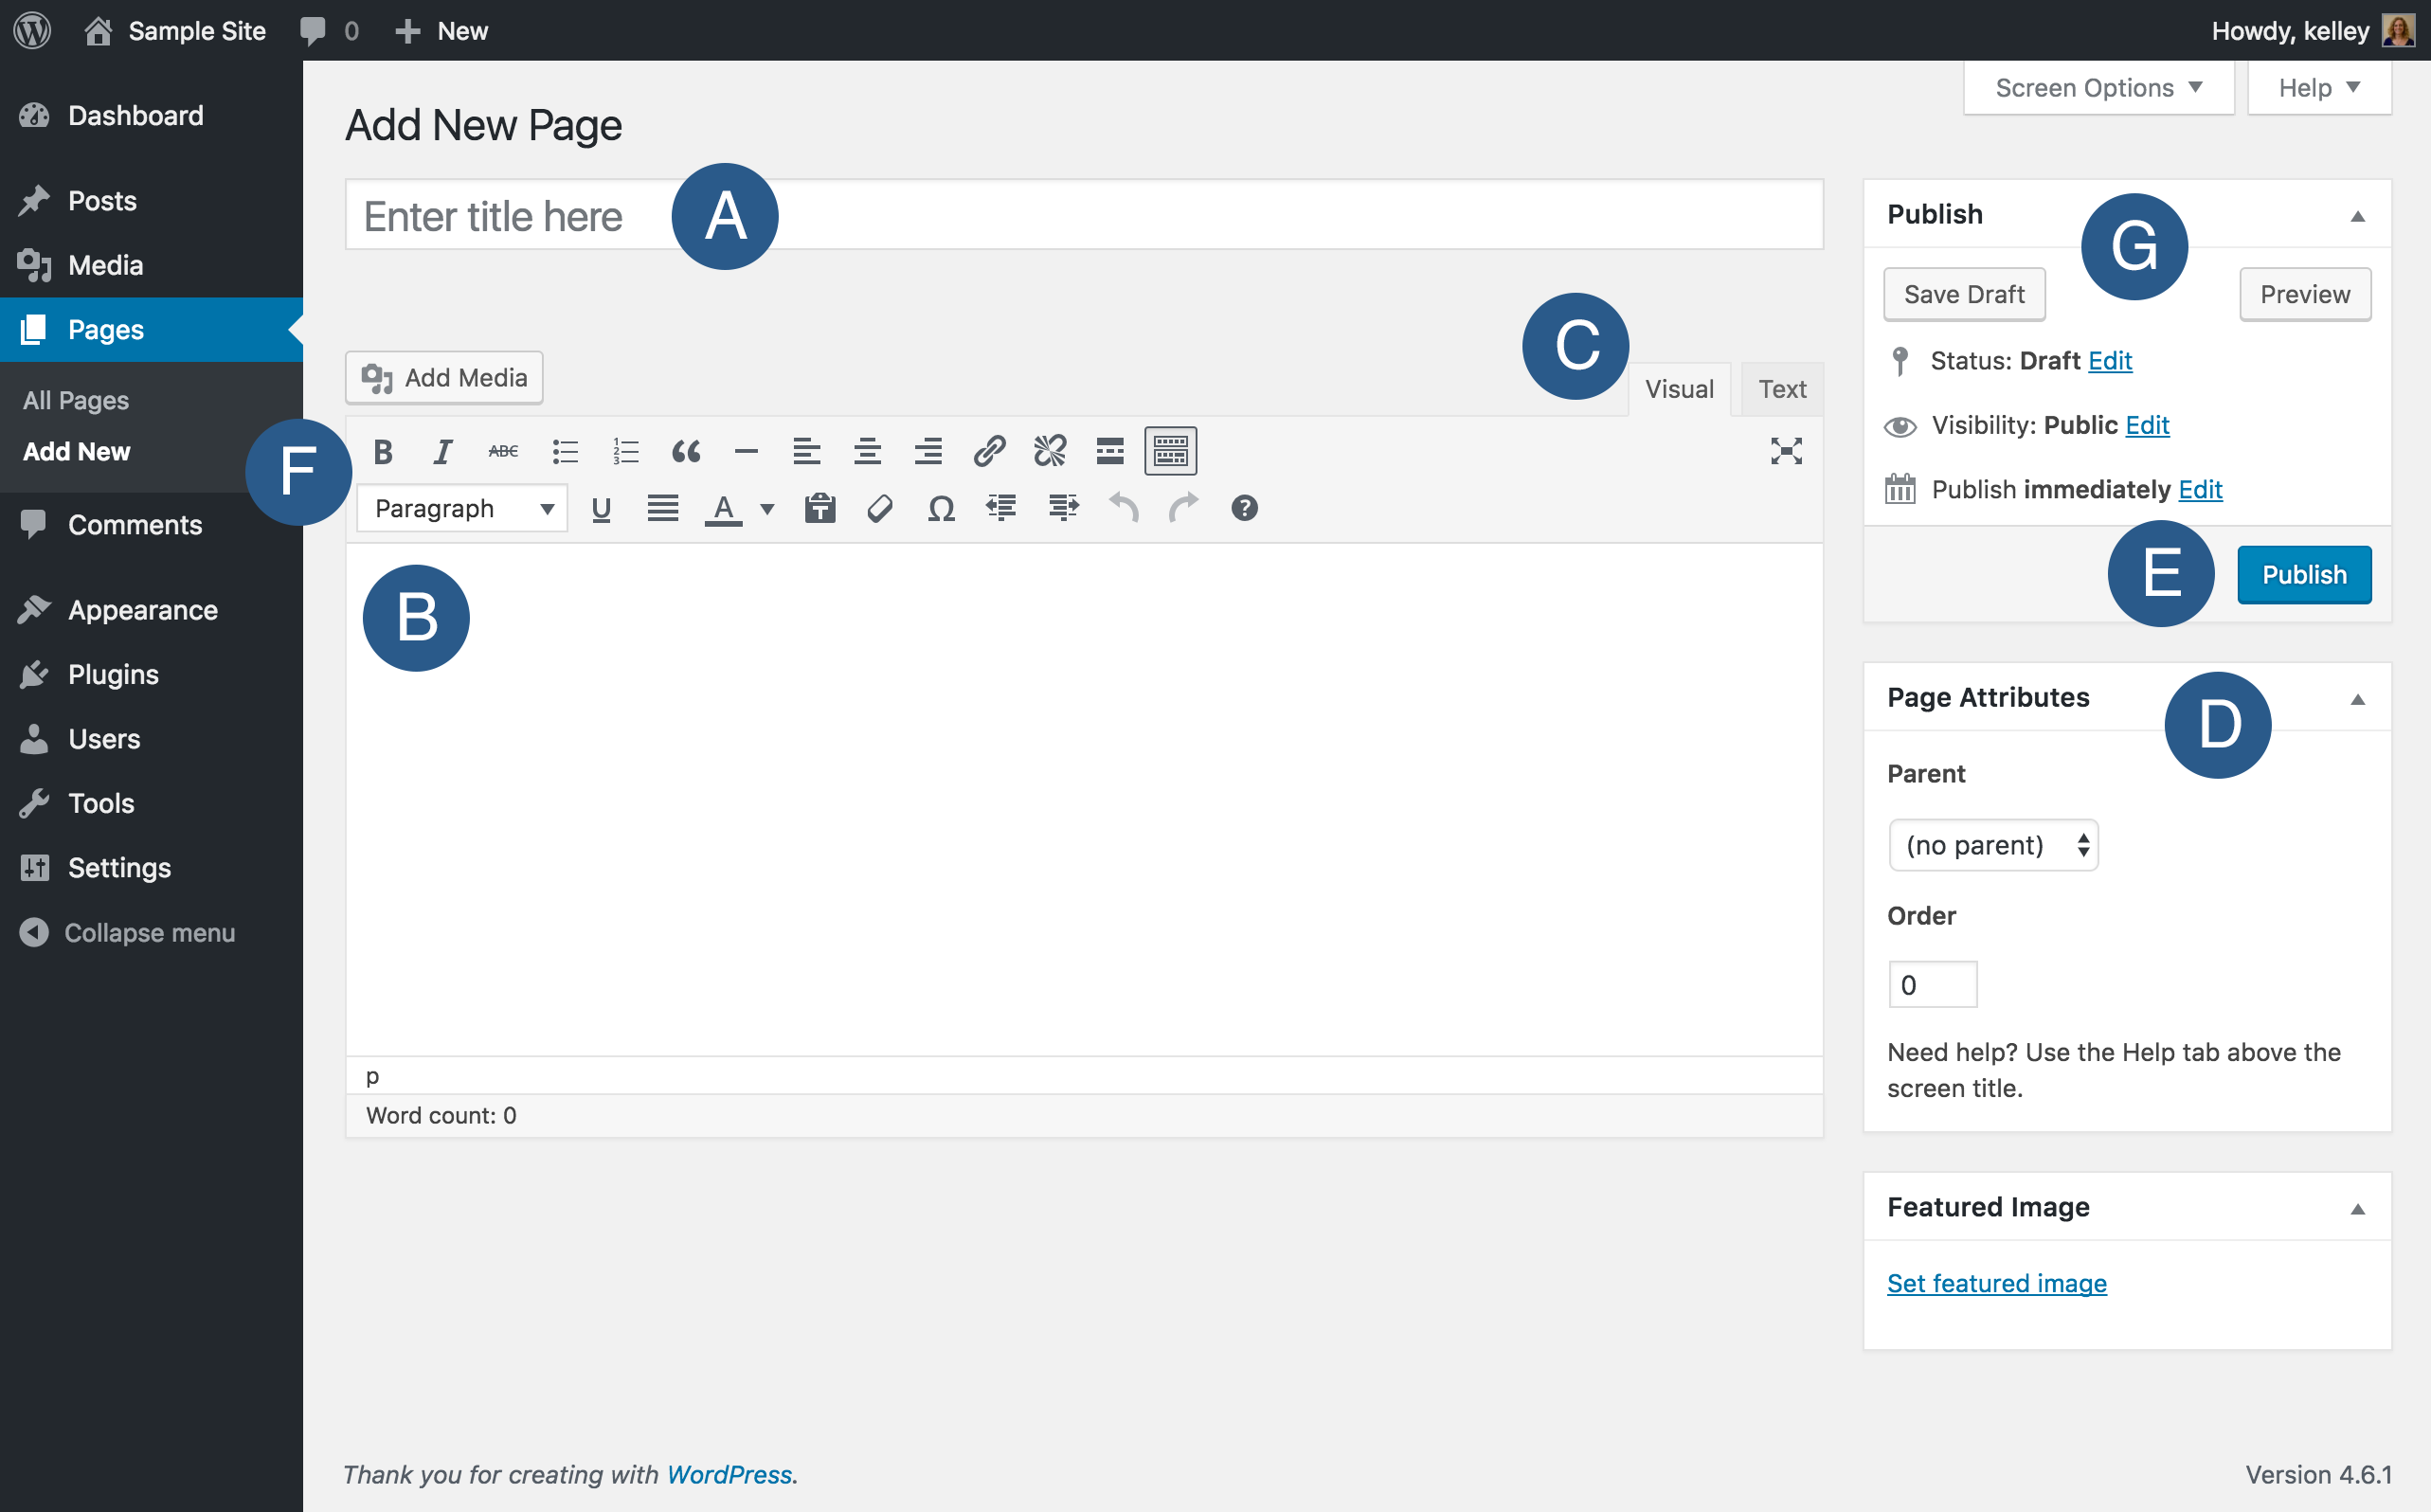 Sample Site 0 New Howdy, kelley
Screen Options Help
Dashboard
Posts
Media
Pages
All Pages
Add New
Comments
Appearance
Plugins
Users
Tools
Settings
Collapse menu
F
Add New Page
Enter title here A
C
Add Media Visual Text
B I ABC 1 2 3
Paragraph U A T Ω ?
B
p
Word count: 0
Publish G
Save Draft Preview
Status: Draft Edit
Visibility: Public Edit
Publish immediately Edit
E Publish
Page Attributes D
Parent
(no parent)
Order
0
Need help? Use the Help tab above the
screen title.
Featured Image
Set featured image
Thank you for creating with WordPress. Version 4.6.1